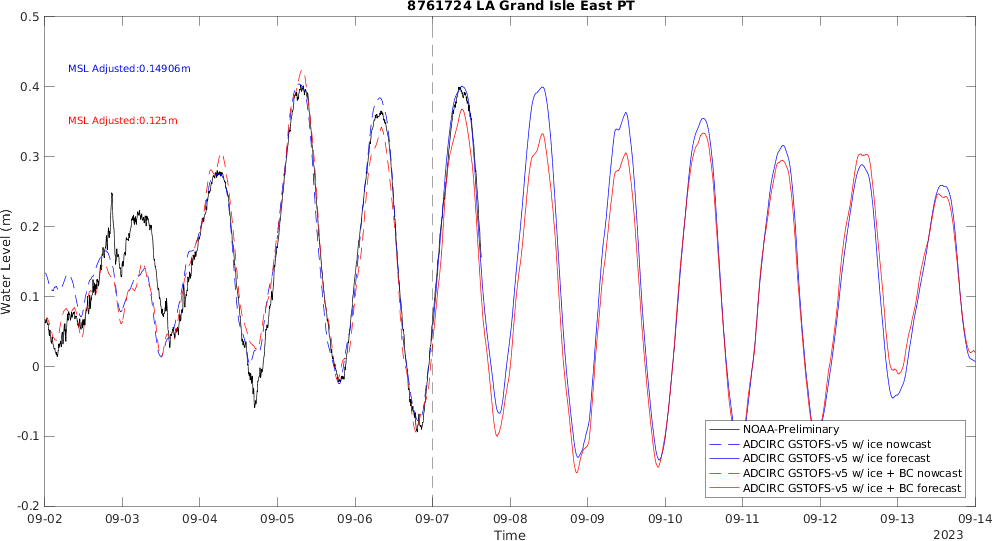 8761724 LA Grand Isle East PT
MSL Adjusted:0.14906m
MSL Adjusted:0.125m
Water Level (m)
0.5
0.4
0.3
0.2
0.1
0
-0.1
-0.2
NOAA-Preliminary
ADCIRC GSTOFS-v5 w/ ice nowcast
ADCIRC GSTOFS-v5 w/ ice forecast
ADCIRC GSTOFS-v5 w/ ice + BC nowcast
ADCIRC GSTOFS-v5 w/ ice + BC forecast
09-02 09-03 09-04 09-05 09-06 09-07 09-08 09-09 09-10 09-11 09-12 09-13 09-14
Time
2023